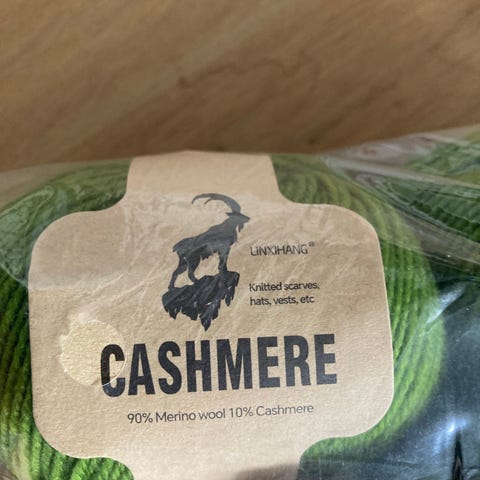 LINXIHANG®
Knitted scarves,
hats, vests, etc
CASHMERE
90% Merino wool 10% Cashmere